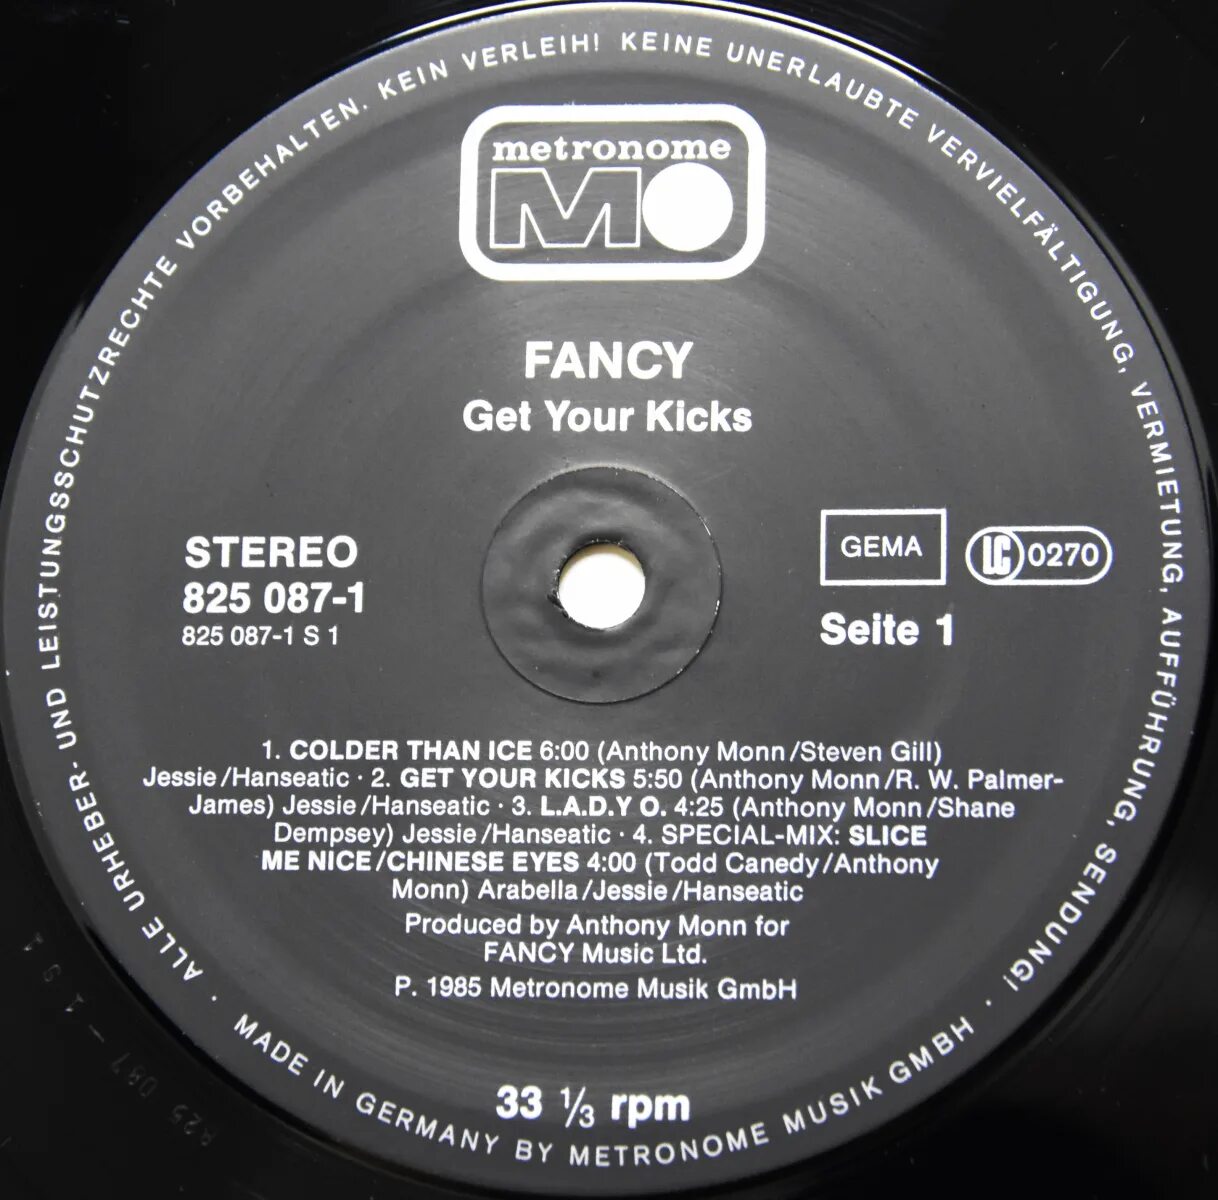 ALLE URHEBER- UND LEISTUNGSSCHUTZRECHTE VORBEHALTEN. KEIN VERLEIH! KEINE UNERLAUBTE VERVIELFÄLTIGUNG, VERMIETUNG, AUFFÜHRUNG, SENDUNG!
metronome
MO
FANCY
Get Your Kicks
STEREO
825 087-1
825 087-1 S 1
GEMA
LC 0270
Seite 1
1. COLDER THAN ICE 6:00 (Anthony Monn/Steven Gill)
Jessie/Hanseatic · 2. GET YOUR KICKS 5:50 (Anthony Monn/R. W. Palmer-
James) Jessie/Hanseatic · 3. L.A.D.Y O. 4:25 (Anthony Monn/Shane
Dempsey) Jessie/Hanseatic · 4. SPECIAL-MIX: SLICE
ME NICE/CHINESE EYES 4:00 (Todd Canedy/Anthony
Monn) Arabella/Jessie/Hanseatic
Produced by Anthony Monn for
FANCY Music Ltd.
P. 1985 Metronome Musik GmbH
33 ⅓ rpm
· MADE IN GERMANY BY METRONOME MUSIK GMBH ·